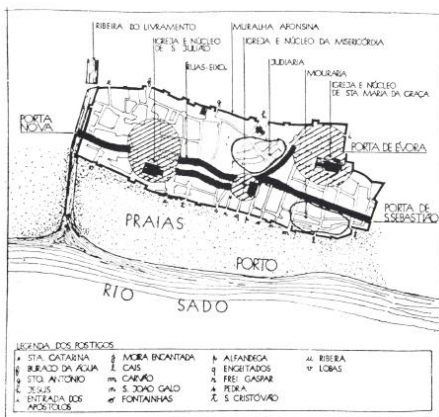 RIBEIRA DO LIVRAMENTO
MURALHA AFONSINA
IGREJA E NÚCLEO
DE S. JULIÃO
IGREJA E NÚCLEO DA MISERICÓRDIA
RUAS-EIXO
JUDIARIA
MOURARIA
IGREJA E NÚCLEO
DE STA. MARIA DA GRAÇA
PORTA
NOVA
PORTA DE ÉVORA
PORTA DE
S.SEBASTIÃO
PRAIAS
PORTO
RIO SADO
LEGENDA DOS POSTIGOS
STA. CATARINA
BURACO DA ÁGUA
STO. ANTÓNIO
JESUS
ENTRADA DOS
APÓSTOLOS
MOIRA ENCANTADA
CAIS
m CARVÃO
n S. JOÃO GALO
FONTAINHAS
p ALFANDEGA
q ENGEITADOS
FREI GASPAR
PEDRA
S. CRISTÓVÃO
u RIBEIRA
v LOBAS